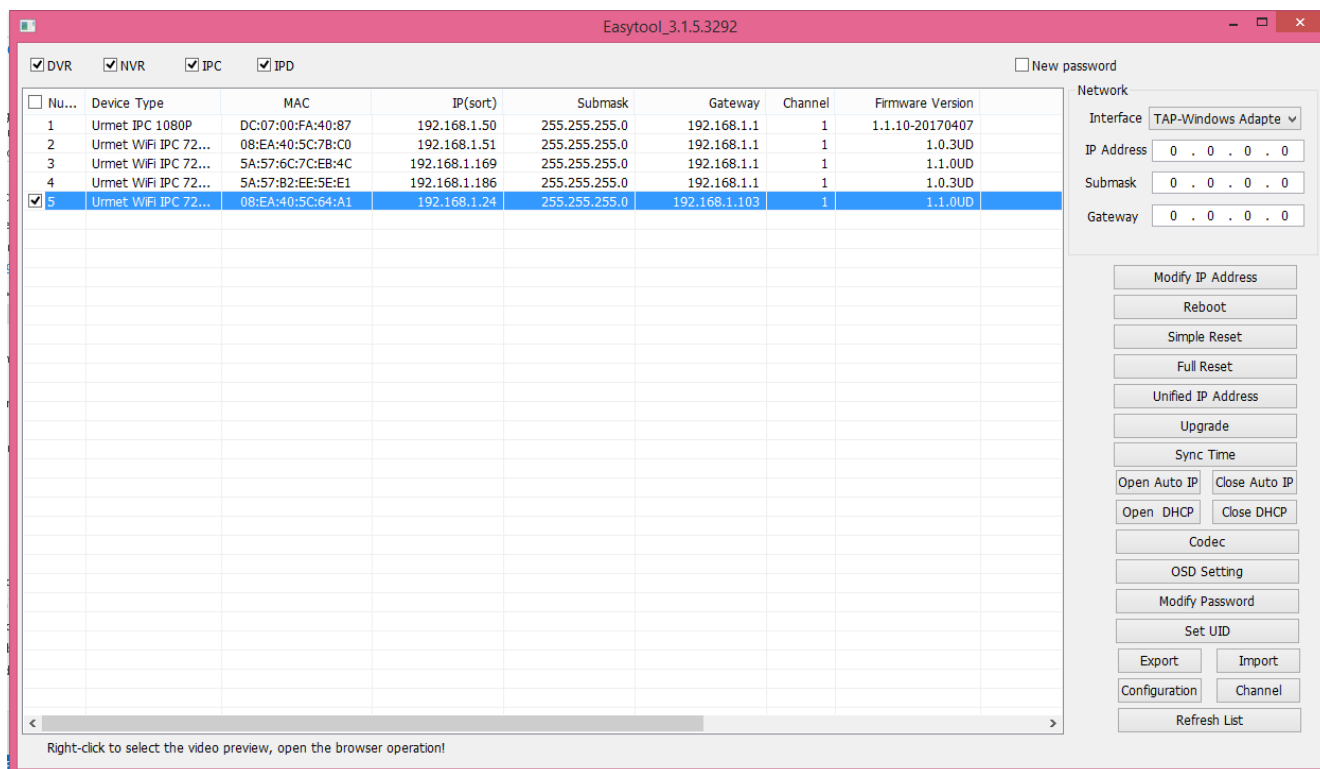 Easytool_3.1.5.3292
DVR NVR IPC IPD New password
Nu... Device Type MAC IP(sort) Submask Gateway Channel Firmware Version
1 Urmet IPC 1080P DC:07:00:FA:40:87 192.168.1.50 255.255.255.0 192.168.1.1 1 1.1.10-20170407
2 Urmet WiFi IPC 72... 08:EA:40:5C:7B:C0 192.168.1.51 255.255.255.0 192.168.1.1 1 1.0.3UD
3 Urmet WiFi IPC 72... 5A:57:6C:7C:EB:4C 192.168.1.169 255.255.255.0 192.168.1.1 1 1.1.0UD
4 Urmet WiFi IPC 72... 5A:57:B2:EE:5E:E1 192.168.1.186 255.255.255.0 192.168.1.1 1 1.0.3UD
5 Urmet WiFi IPC 72... 08:EA:40:5C:64:A1 192.168.1.24 255.255.255.0 192.168.1.103 1 1.1.0UD
Network
Interface TAP-Windows Adapte
IP Address 0 . 0 . 0 . 0
Submask 0 . 0 . 0 . 0
Gateway 0 . 0 . 0 . 0
Modify IP Address
Reboot
Simple Reset
Full Reset
Unified IP Address
Upgrade
Sync Time
Open Auto IP Close Auto IP
Open DHCP Close DHCP
Codec
OSD Setting
Modify Password
Set UID
Export Import
Configuration Channel
Refresh List
Right-click to select the video preview, open the browser operation!